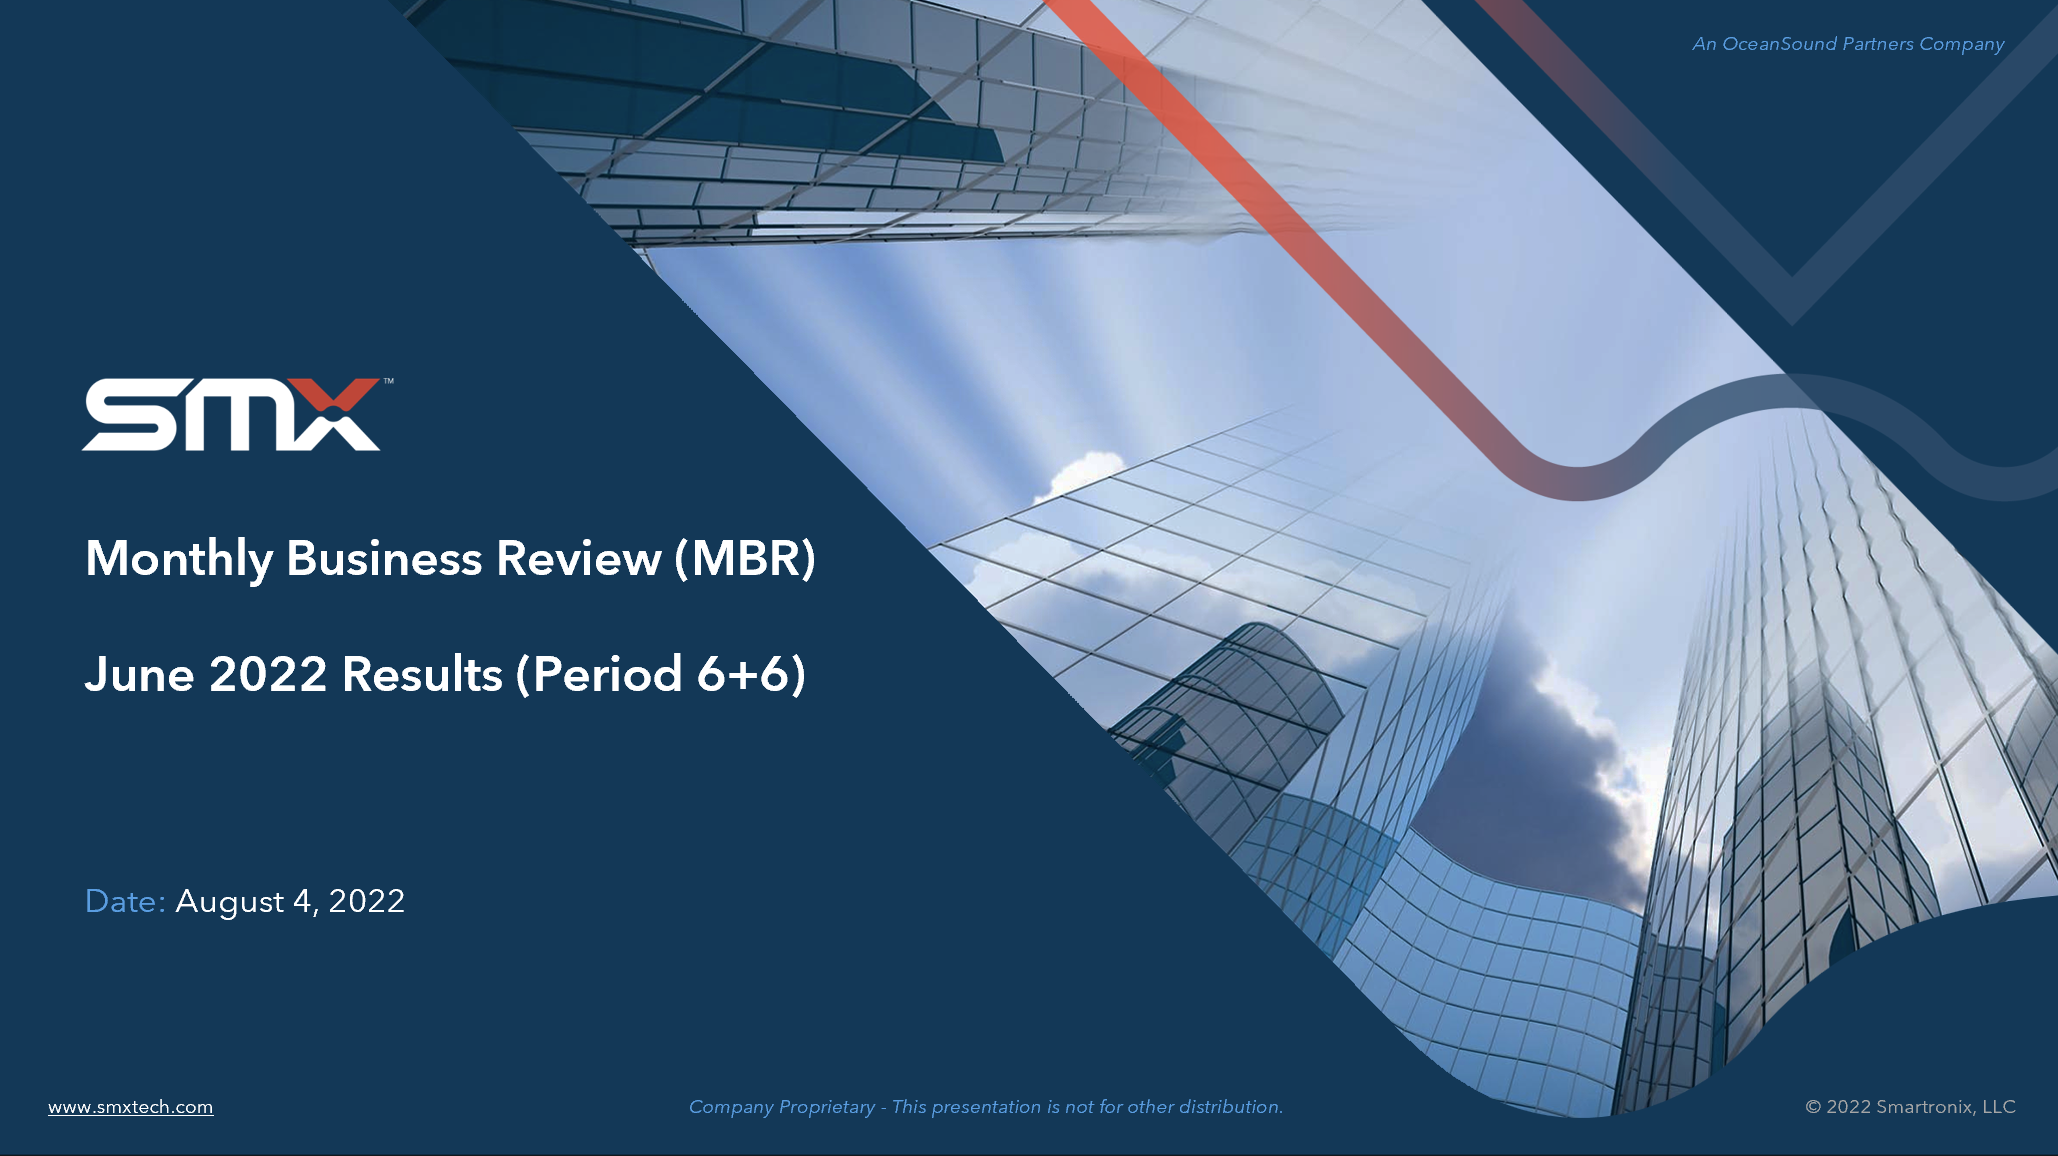 An OceanSound Partners Company
smx™
Monthly Business Review (MBR)
June 2022 Results (Period 6+6)
Date: August 4, 2022
www.smxtech.com
Company Proprietary - This presentation is not for other distribution.
© 2022 Smartronix, LLC